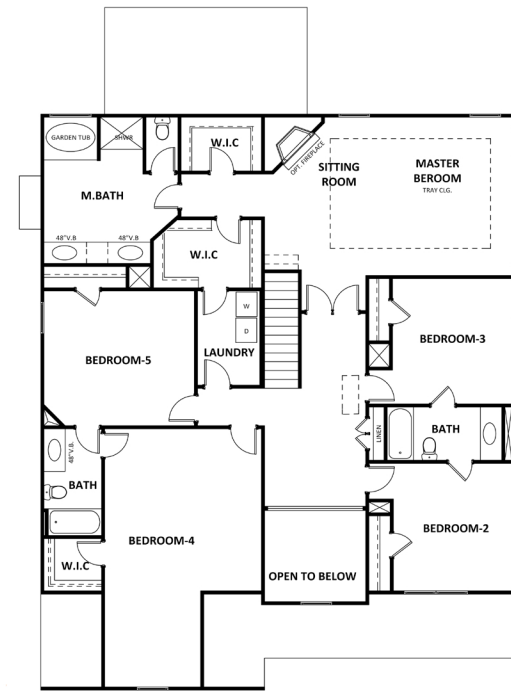 GARDEN TUB
SHWR
W.I.C
OPT. FIREPLACE
SITTING
ROOM
MASTER
BEROOM
TRAY CLG.
M.BATH
48"V.B
48"V.B
W.I.C
W
D
LAUNDRY
BEDROOM-5
BEDROOM-3
LINEN
BATH
48"V.B.
BATH
BEDROOM-4
BEDROOM-2
W.I.C
OPEN TO BELOW